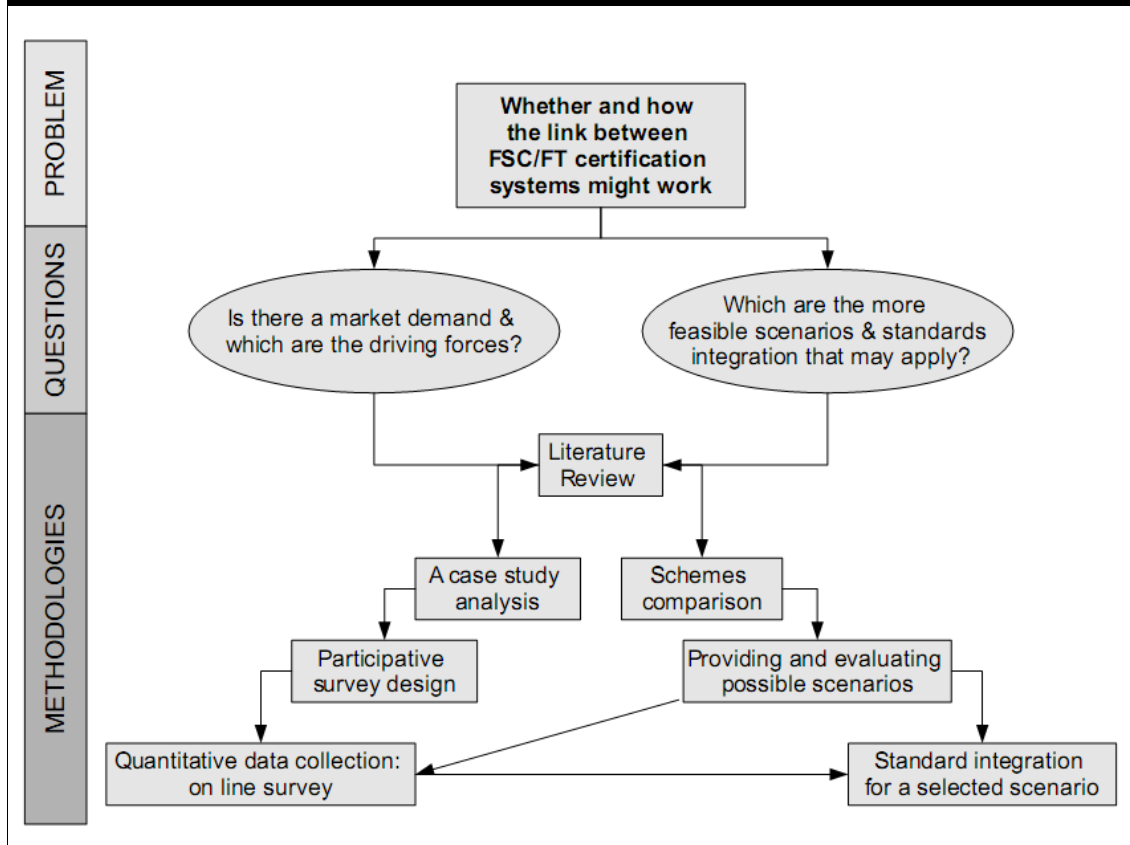 PROBLEM
Whether and how
the link between
FSC/FT certification
systems might work
QUESTIONS
Is there a market demand &
which are the driving forces?
Which are the more
feasible scenarios & standards
integration that may apply?
METHODOLOGIES
Literature
Review
A case study
analysis
Schemes
comparison
Participative
survey design
Providing and evaluating
possible scenarios
Quantitative data collection:
on line survey
Standard integration
for a selected scenario